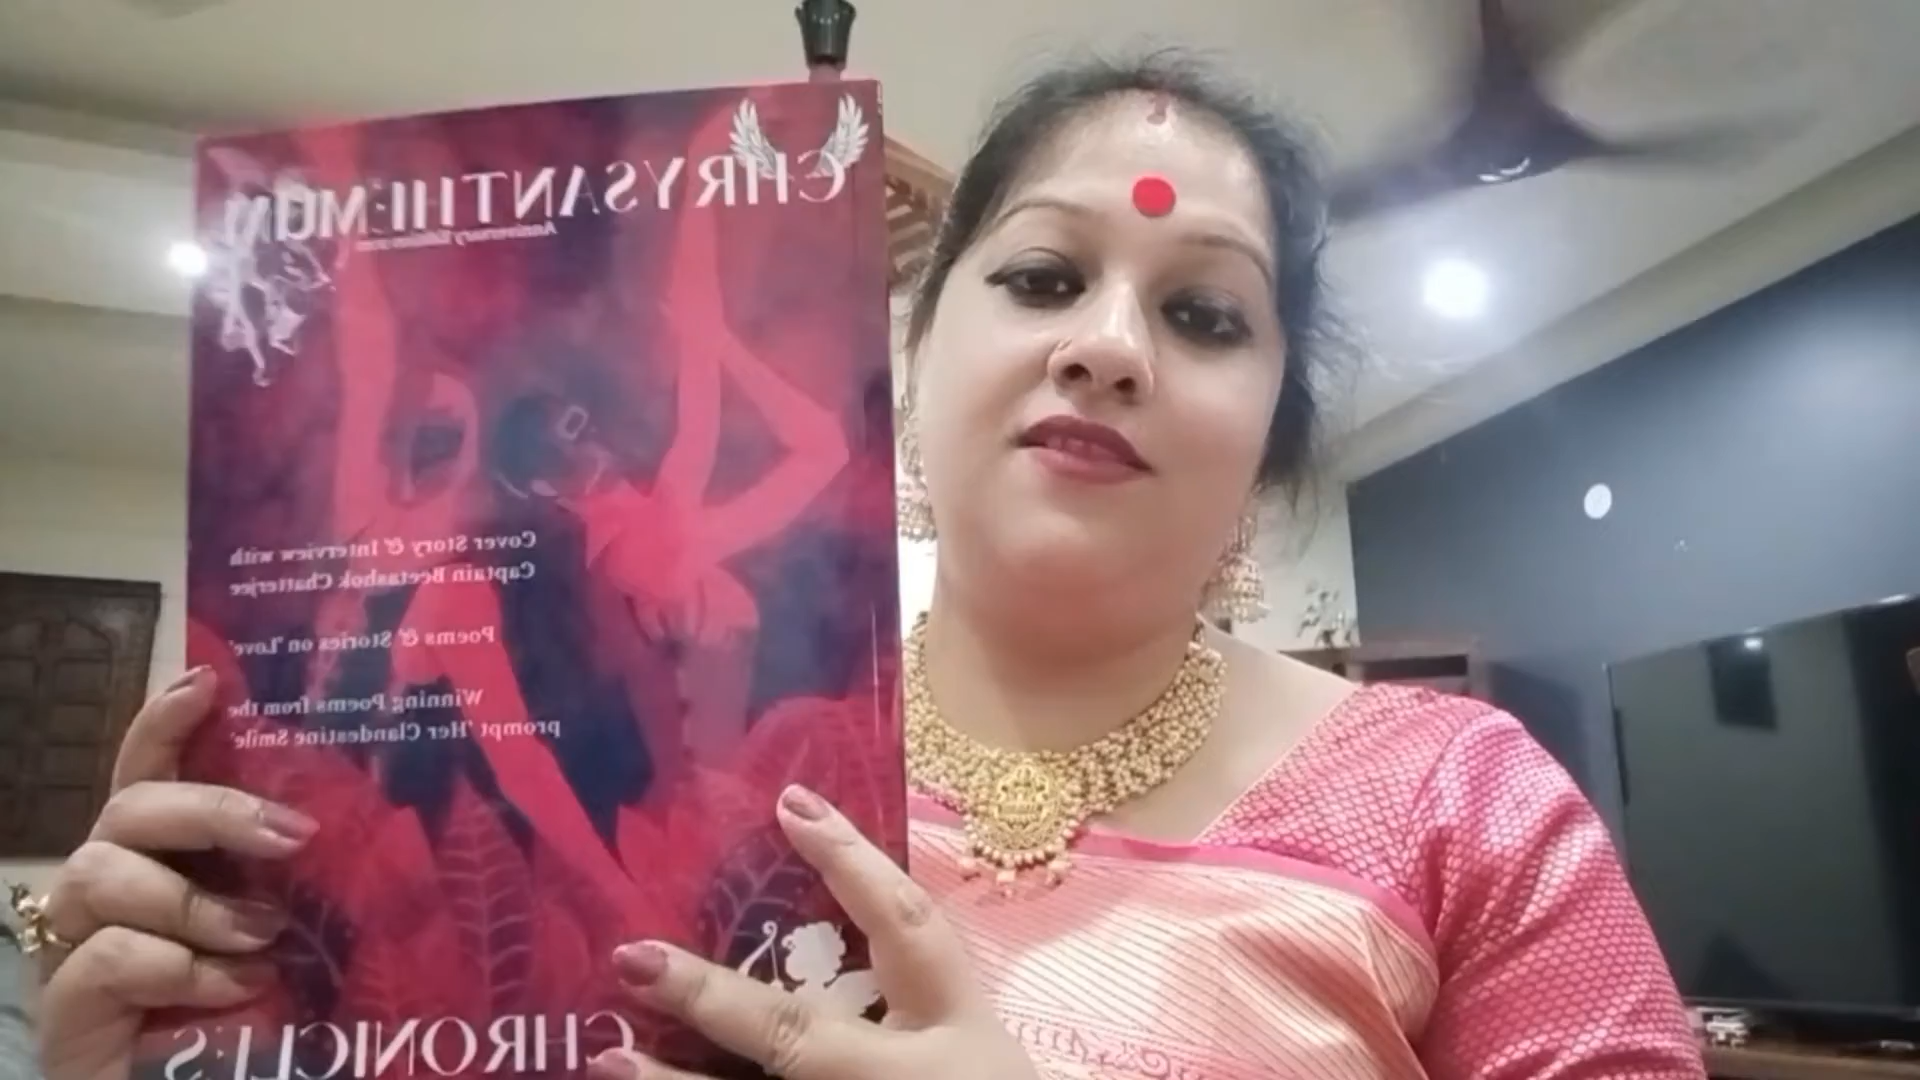 CHRYSANTHEMUM
Anniversary Edition
Cover Story & Interview with
Captain Beetashok Chatterjee
Poems & Stories on 'Love'
Winning Poems from the
prompt 'Her Clandestine Smile'
CHRONICLES